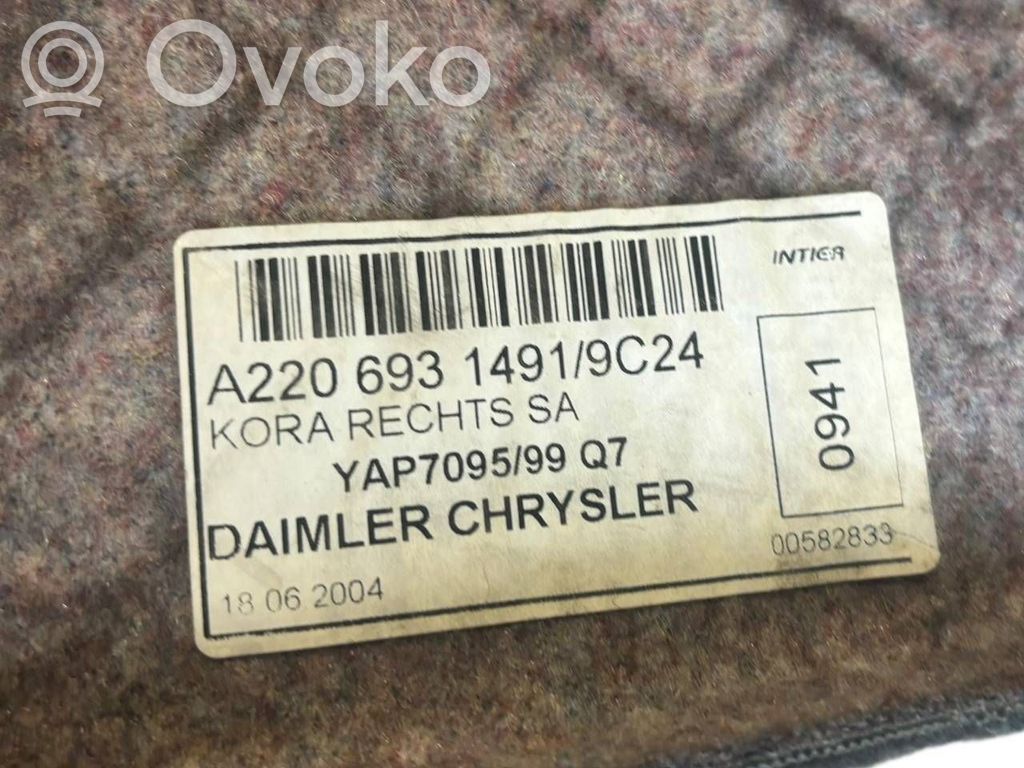 Ovoko
INTIER
A220 693 1491/9C24
KORA RECHTS SA
YAP7095/99 Q7
DAIMLER CHRYSLER
18 06 2004
0941
00582833